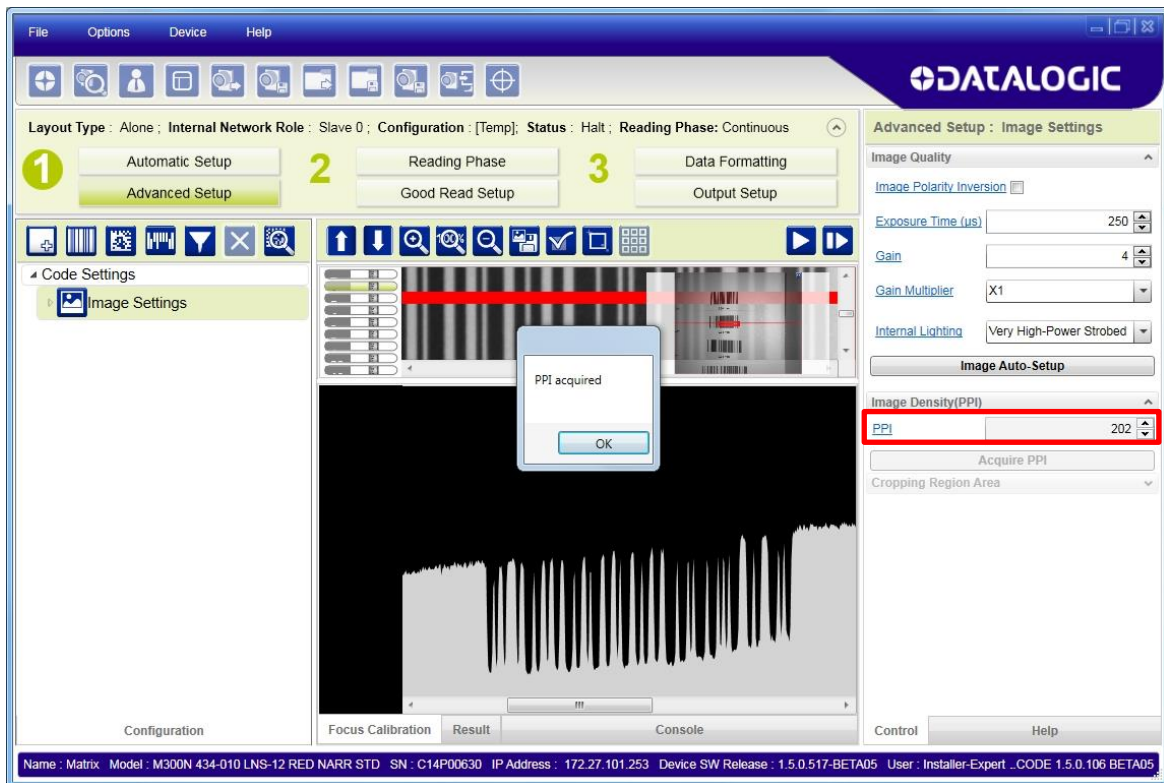 File Options Device Help
DATALOGIC
Layout Type : Alone ; Internal Network Role : Slave 0 ; Configuration : [Temp]; Status : Halt ; Reading Phase: Continuous
1 Automatic Setup
Advanced Setup
2 Reading Phase
Good Read Setup
3 Data Formatting
Output Setup
Code Settings
Image Settings
100%
PPI acquired
OK
Focus Calibration Result Console
Configuration
Advanced Setup : Image Settings
Image Quality
Image Polarity Inversion
Exposure Time (µs) 250
Gain 4
Gain Multiplier X1
Internal Lighting Very High-Power Strobed
Image Auto-Setup
Image Density(PPI)
PPI 202
Acquire PPI
Cropping Region Area
Control Help
Name : Matrix Model : M300N 434-010 LNS-12 RED NARR STD SN : C14P00630 IP Address : 172.27.101.253 Device SW Release : 1.5.0.517-BETA05 User : Installer-Expert ..CODE 1.5.0.106 BETA05